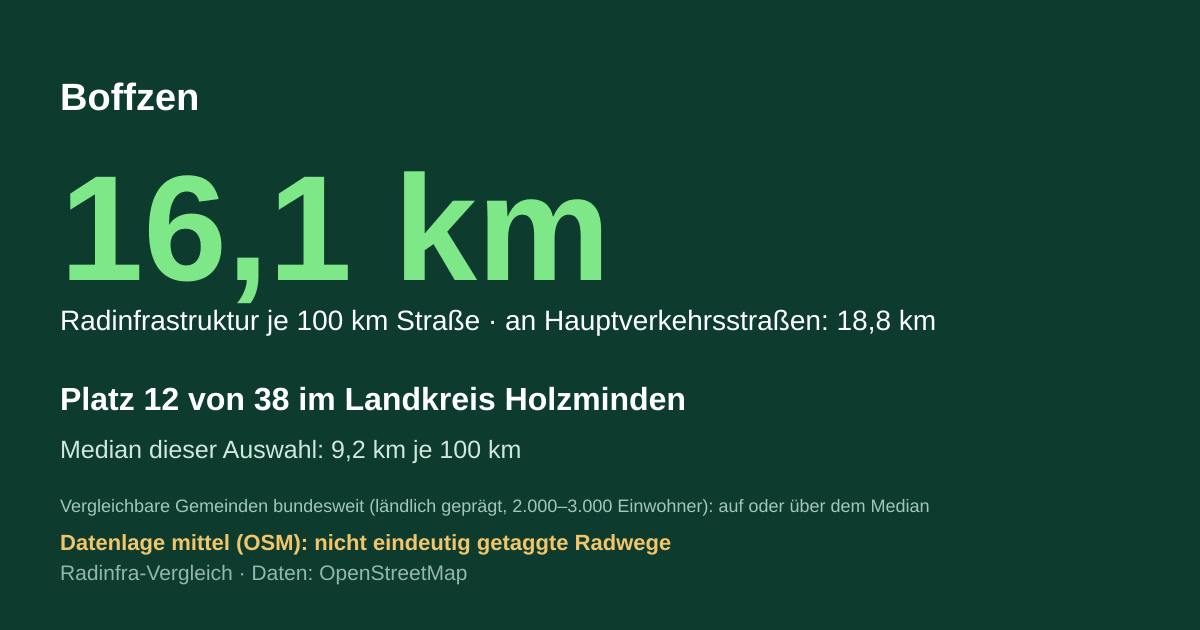 Boffzen
16,1 km
Radinfrastruktur je 100 km Straße · an Hauptverkehrsstraßen: 18,8 km
Platz 12 von 38 im Landkreis Holzminden
Median dieser Auswahl: 9,2 km je 100 km
Vergleichbare Gemeinden bundesweit (ländlich geprägt, 2.000–3.000 Einwohner): auf oder über dem Median
Datenlage mittel (OSM): nicht eindeutig getaggte Radwege
Radinfra-Vergleich · Daten: OpenStreetMap